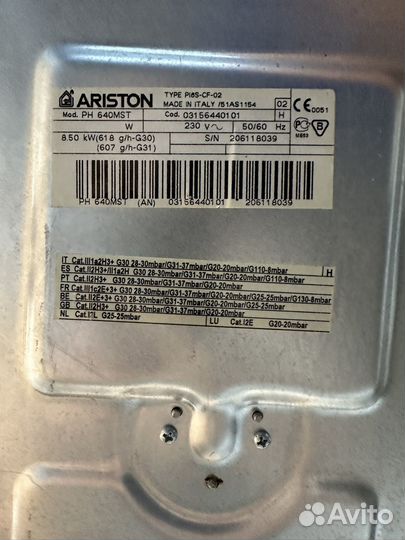 ARISTON TYPE PI6S-CF-02 02 CE 0051
MADE IN ITALY /51AS1154
Mod. PH 640MST Cod. 03156440101 H
W 230 V~ 50/60 Hz
8.50 kW(618 g/h-G30) S/N 206118039
(607 g/h-G31)
PH 640MST (AN) 03156440101 206118039
IT Cat.III1a2H3+ G30 28-30mbar/G31-37mbar/G20-20mbar/G110-8mbar H
ES Cat.II2H3+/II1a2H G30 28-30mbar/G31-37mbar/G20-20mbar/G110-8mbar
PT Cat.II2H3+ G30 28-30mbar/G31-37mbar/G20-20mbar
FR Cat.III1c2E+3+ G30 28-30mbar/G31-37mbar/G20-20mbar/G25-25mbar/G130-8mbar
BE Cat.II2E+3+ G30 28-30mbar/G31-37mbar/G20-20mbar/G25-25mbar
GB Cat.II2H3+ G30 28-30mbar/G31-37mbar/G20-20mbar
NL Cat.I2L G25-25mbar LU Cat.I2E G20-20mbar
Avito